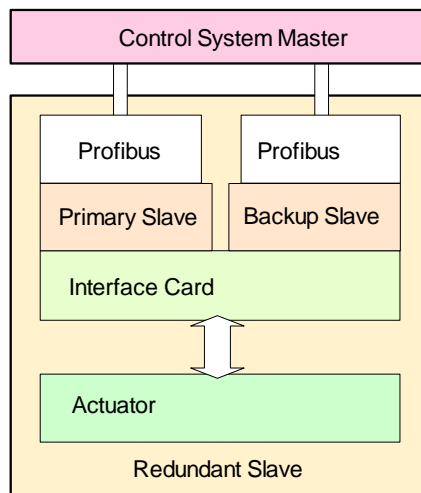 Control System Master
Profibus
Profibus
Primary Slave
Backup Slave
Interface Card
Actuator
Redundant Slave